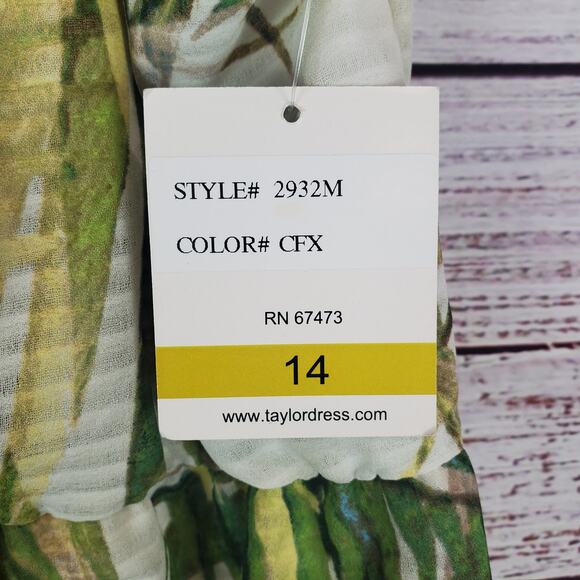 STYLE# 2932M
COLOR# CFX
RN 67473
14
www.taylordress.com